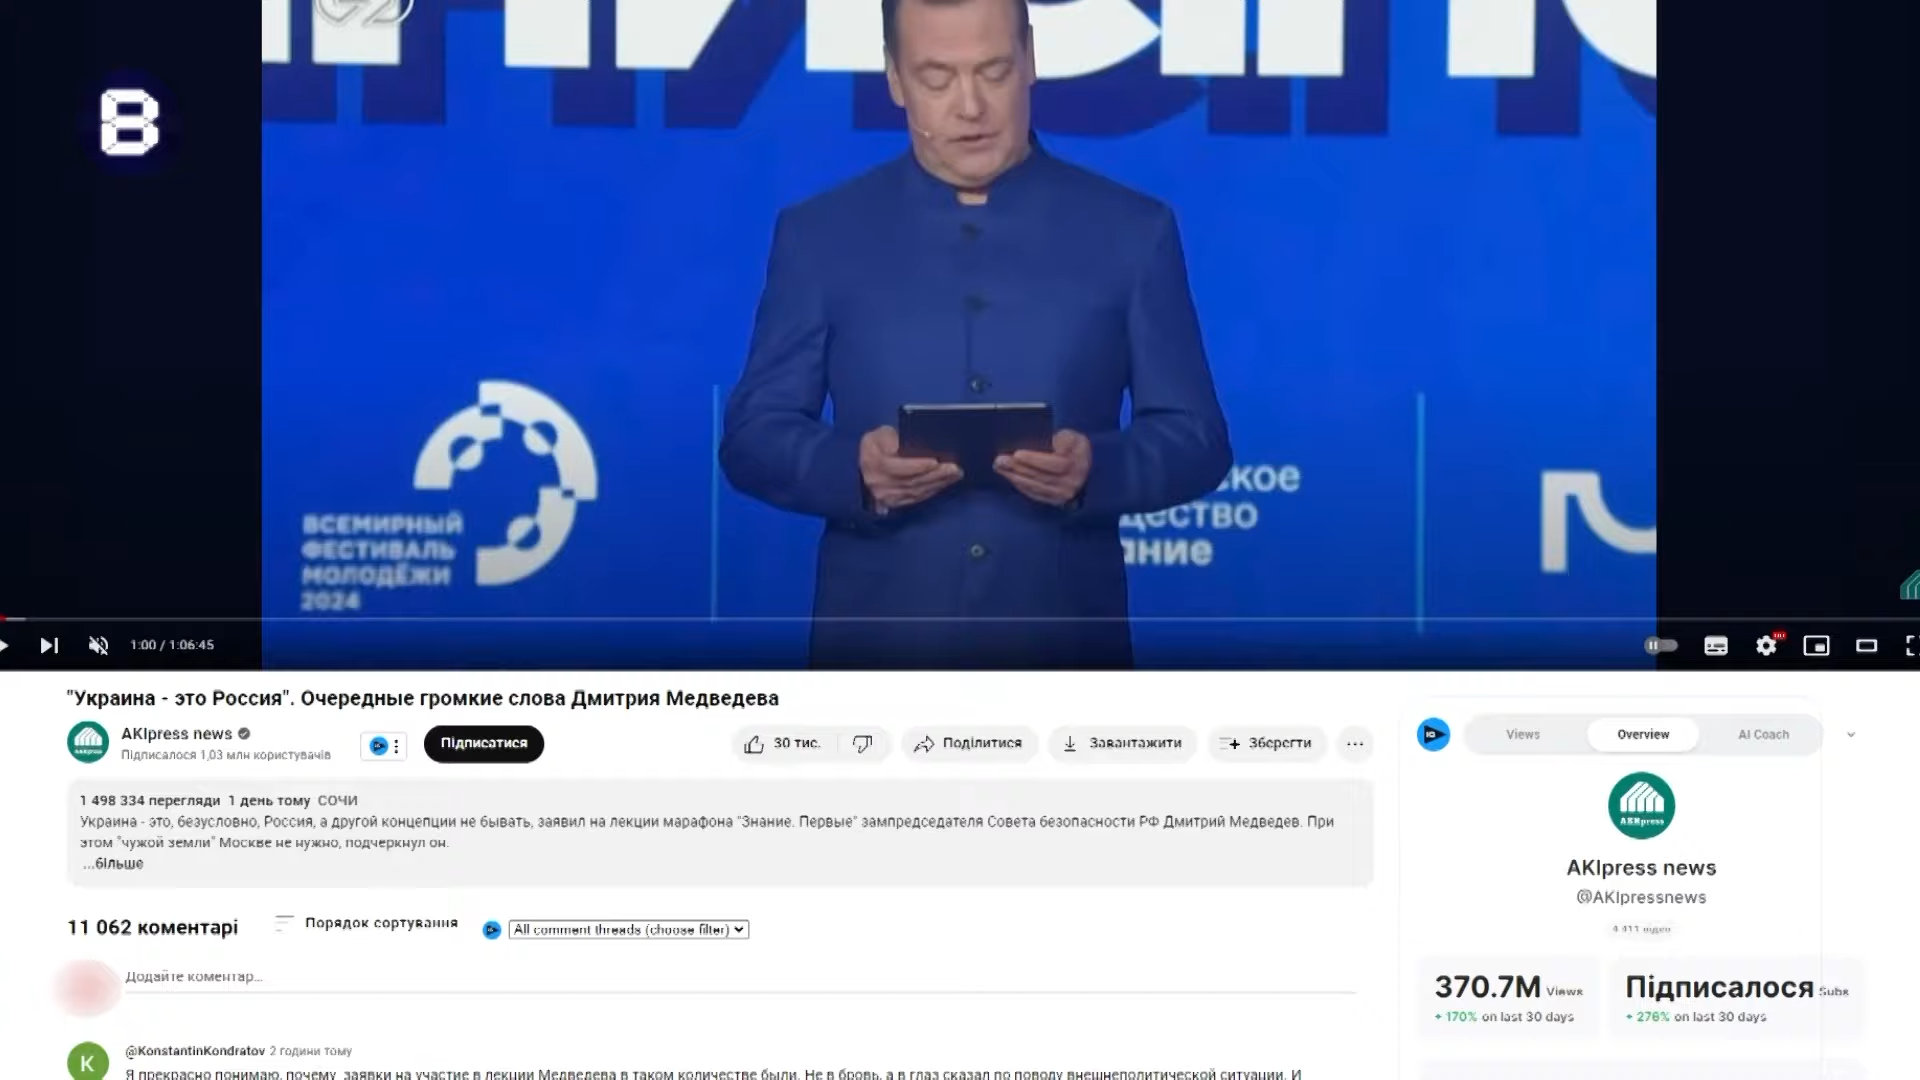 B
ВСЕМИРНЫЙ
ФЕСТИВАЛЬ
МОЛОДЁЖИ
2024
ское
щество
ание
1:00 / 1:06:45
"Украина - это Россия". Очередные громкие слова Дмитрия Медведева
AKIpress news
Підписалося 1,03 млн користувачів
Підписатися
30 тис.
Поділитися
Завантажити
Зберегти
1 498 334 перегляди 1 день тому СОЧИ
Украина - это, безусловно, Россия, а другой концепции не бывать, заявил на лекции марафона "Знание. Первые" зампредседателя Совета безопасности РФ Дмитрий Медведев. При
этом "чужой земли" Москве не нужно, подчеркнул он.
...більше
11 062 коментарі
Порядок сортування
All comment threads (choose filter)
Додайте коментар...
K
@KonstantinKondratov 2 години тому
Я прекрасно понимаю, почему заявки на участие в лекции Медведева в таком количестве были. Не в бровь, а в глаз сказал по поводу внешнеполитической ситуации. И
Views
Overview
AI Coach
AKIpress
AKIpress news
@AKIpressnews
4 411 відео
370.7M Views
+ 170% on last 30 days
Підписалося Subs
+ 276% on last 30 days